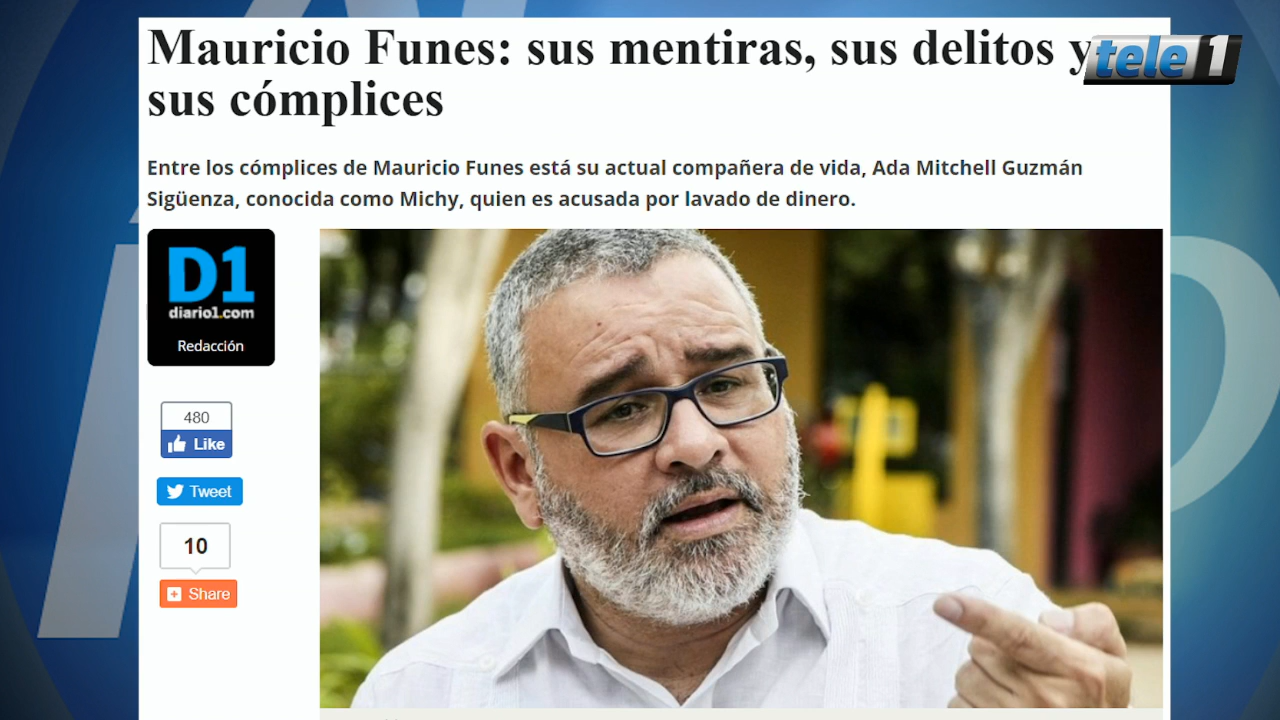 Mauricio Funes: sus mentiras, sus delitos y
sus cómplices
tele 1
Entre los cómplices de Mauricio Funes está su actual compañera de vida, Ada Mitchell Guzmán
Sigüenza, conocida como Michy, quien es acusada por lavado de dinero.
D1
diario1.com
Redacción
480
Like
Tweet
10
Share